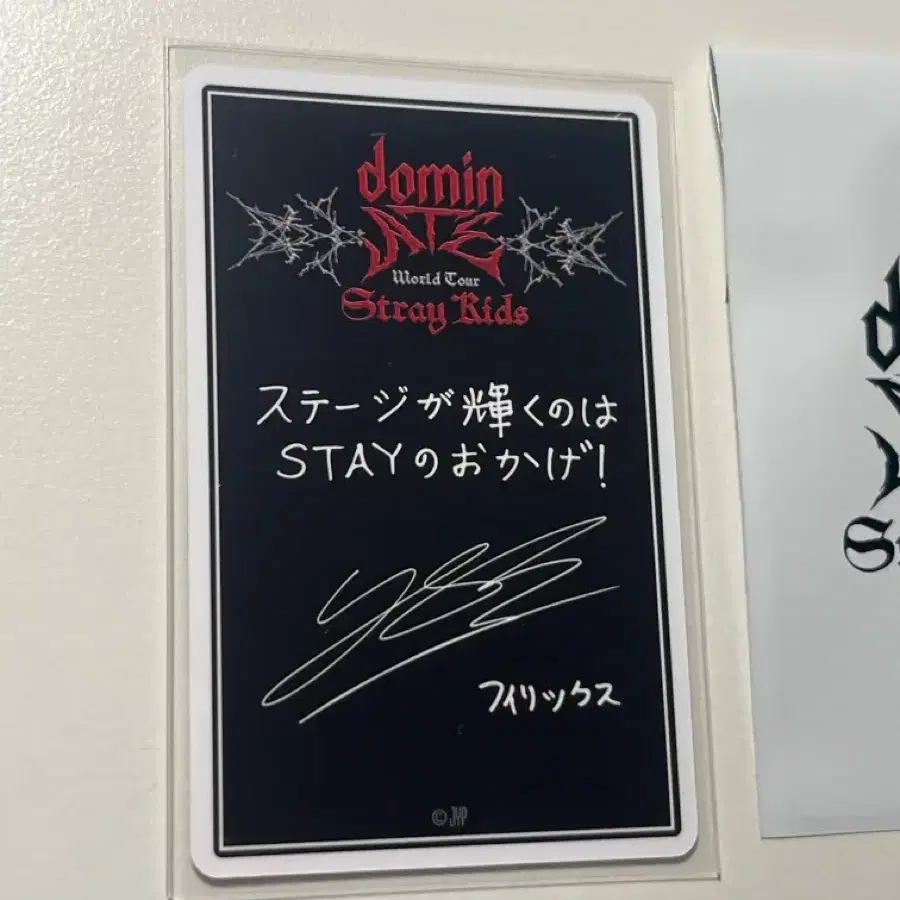 domin
ATE
World Tour
Stray Kids
ステージが輝くのは
STAYのおかげ!
フィリックス
© JYP